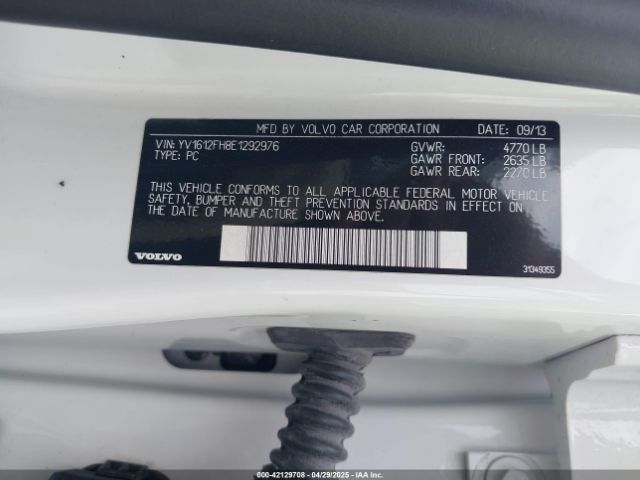 MFD BY VOLVO CAR CORPORATION DATE: 09/13
VIN: YV1612FH8E1292976 GVWR: 4770 LB
TYPE: PC GAWR FRONT: 2635 LB
GAWR REAR: 2270 LB
THIS VEHICLE CONFORMS TO ALL APPLICABLE FEDERAL MOTOR VEHICLE
SAFETY, BUMPER AND THEFT PREVENTION STANDARDS IN EFFECT ON
THE DATE OF MANUFACTURE SHOWN ABOVE.
VOLVO 31349355
000-42129708 - 04/29/2025 - IAAI.COM